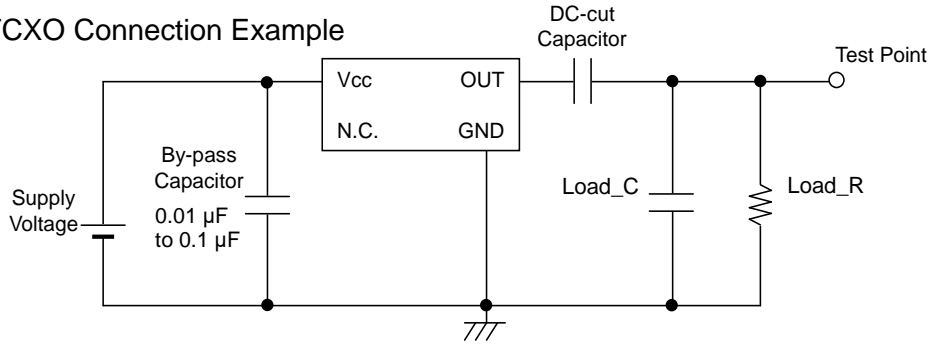 TCXO Connection Example
DC-cut
Capacitor
Test Point
Vcc
OUT
N.C.
GND
By-pass
Capacitor
0.01 µF
to 0.1 µF
Supply
Voltage
Load_C
Load_R